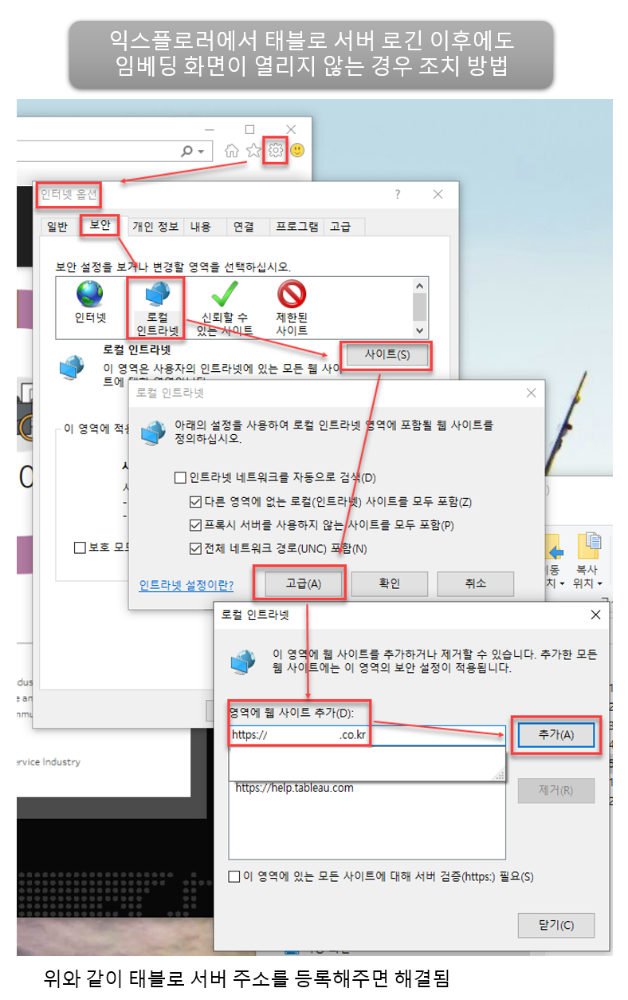 익스플로러에서 태블로 서버 로긴 이후에도
임베딩 화면이 열리지 않는 경우 조치 방법
인터넷 옵션
?
일반 보안 개인 정보 내용 연결 프로그램 고급
보안 설정을 보거나 변경할 영역을 선택하십시오.
인터넷
로컬
인트라넷
신뢰할 수
있는 사이트
제한된
사이트
로컬 인트라넷
사이트(S)
이 영역은 사용자의 인트라넷에 있는 모든 웹 사이
트에
이 영역에
보호
로컬 인트라넷
아래의 설정을 사용하여 로컬 인트라넷 영역에 포함될 웹 사이트를
정의하십시오.
인트라넷 네트워크를 자동으로 검색(D)
다른 영역에 없는 로컬(인트라넷) 사이트를 모두 포함(Z)
프록시 서버를 사용하지 않는 사이트를 모두 포함(P)
전체 네트워크 경로(UNC) 포함(N)
인트라넷 설정이란?
고급(A)
확인
취소
복사
위치
로컬 인트라넷
이 영역에 웹 사이트를 추가하거나 제거할 수 있습니다. 추가한 모든
웹 사이트에는 이 영역의 보안 설정이 적용됩니다.
영역에 웹 사이트 추가(D):
https:// .co.kr
추가(A)
https://help.tableau.com
제거(R)
이 영역에 있는 모든 사이트에 대해 서버 검증(https:) 필요(S)
닫기(C)
Industry
위와 같이 태블로 서버 주소를 등록해주면 해결됨